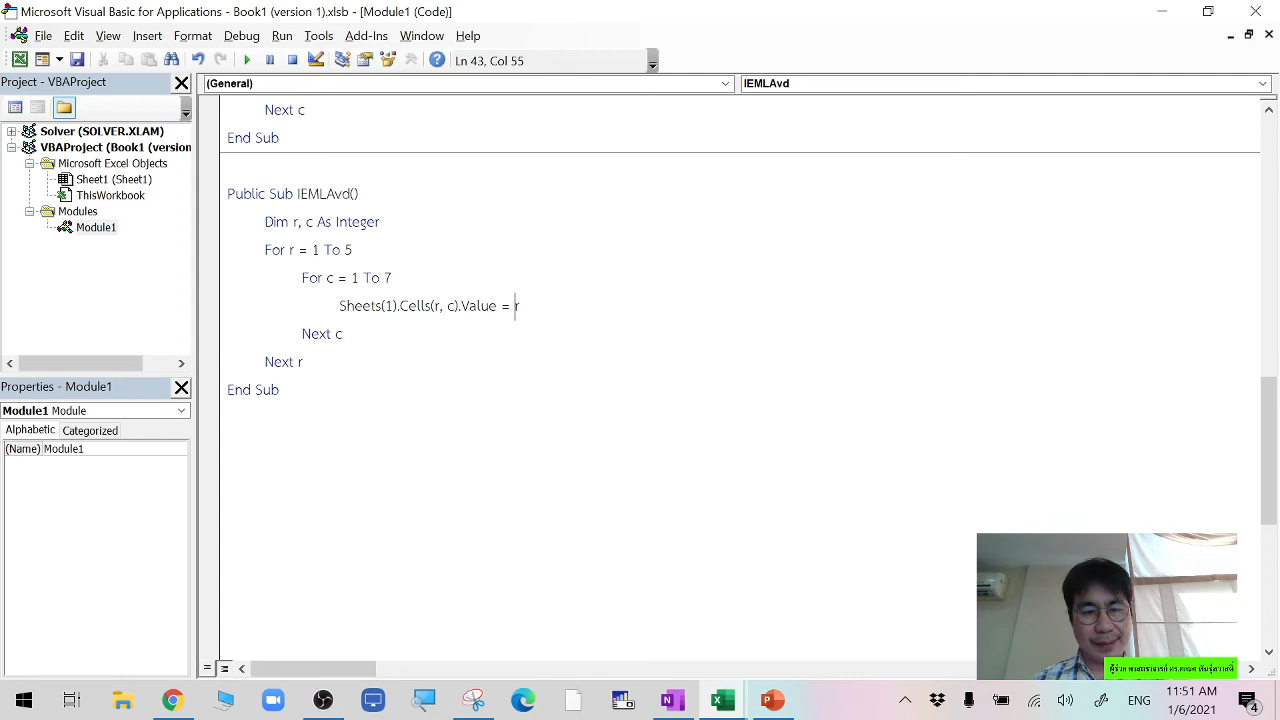 Microsoft Visual Basic for Applications - Book1 (version 1).xlsb - [Module1 (Code)]
File Edit View Insert Format Debug Run Tools Add-Ins Window Help
Ln 43, Col 55
Project - VBAProject
(General)
IEMLAvd
Solver (SOLVER.XLAM)
VBAProject (Book1 (version
Microsoft Excel Objects
Sheet1 (Sheet1)
ThisWorkbook
Modules
Module1
Next c
End Sub
Public Sub IEMLAvd()
Dim r, c As Integer
For r = 1 To 5
For c = 1 To 7
Sheets(1).Cells(r, c).Value = r
Next c
Next r
End Sub
Properties - Module1
Module1 Module
Alphabetic Categorized
(Name) Module1
ENG
11:51 AM
1/6/2021
4